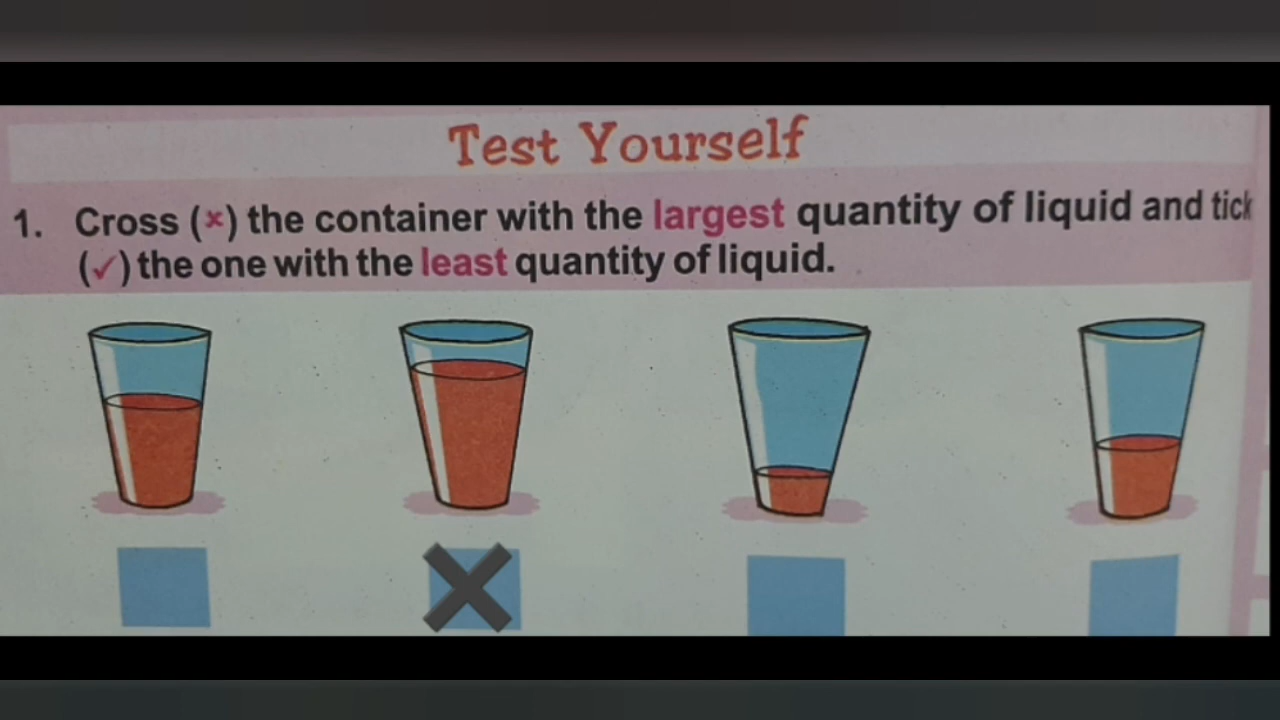 Test Yourself
1. Cross (×) the container with the largest quantity of liquid and tick
(✓) the one with the least quantity of liquid.